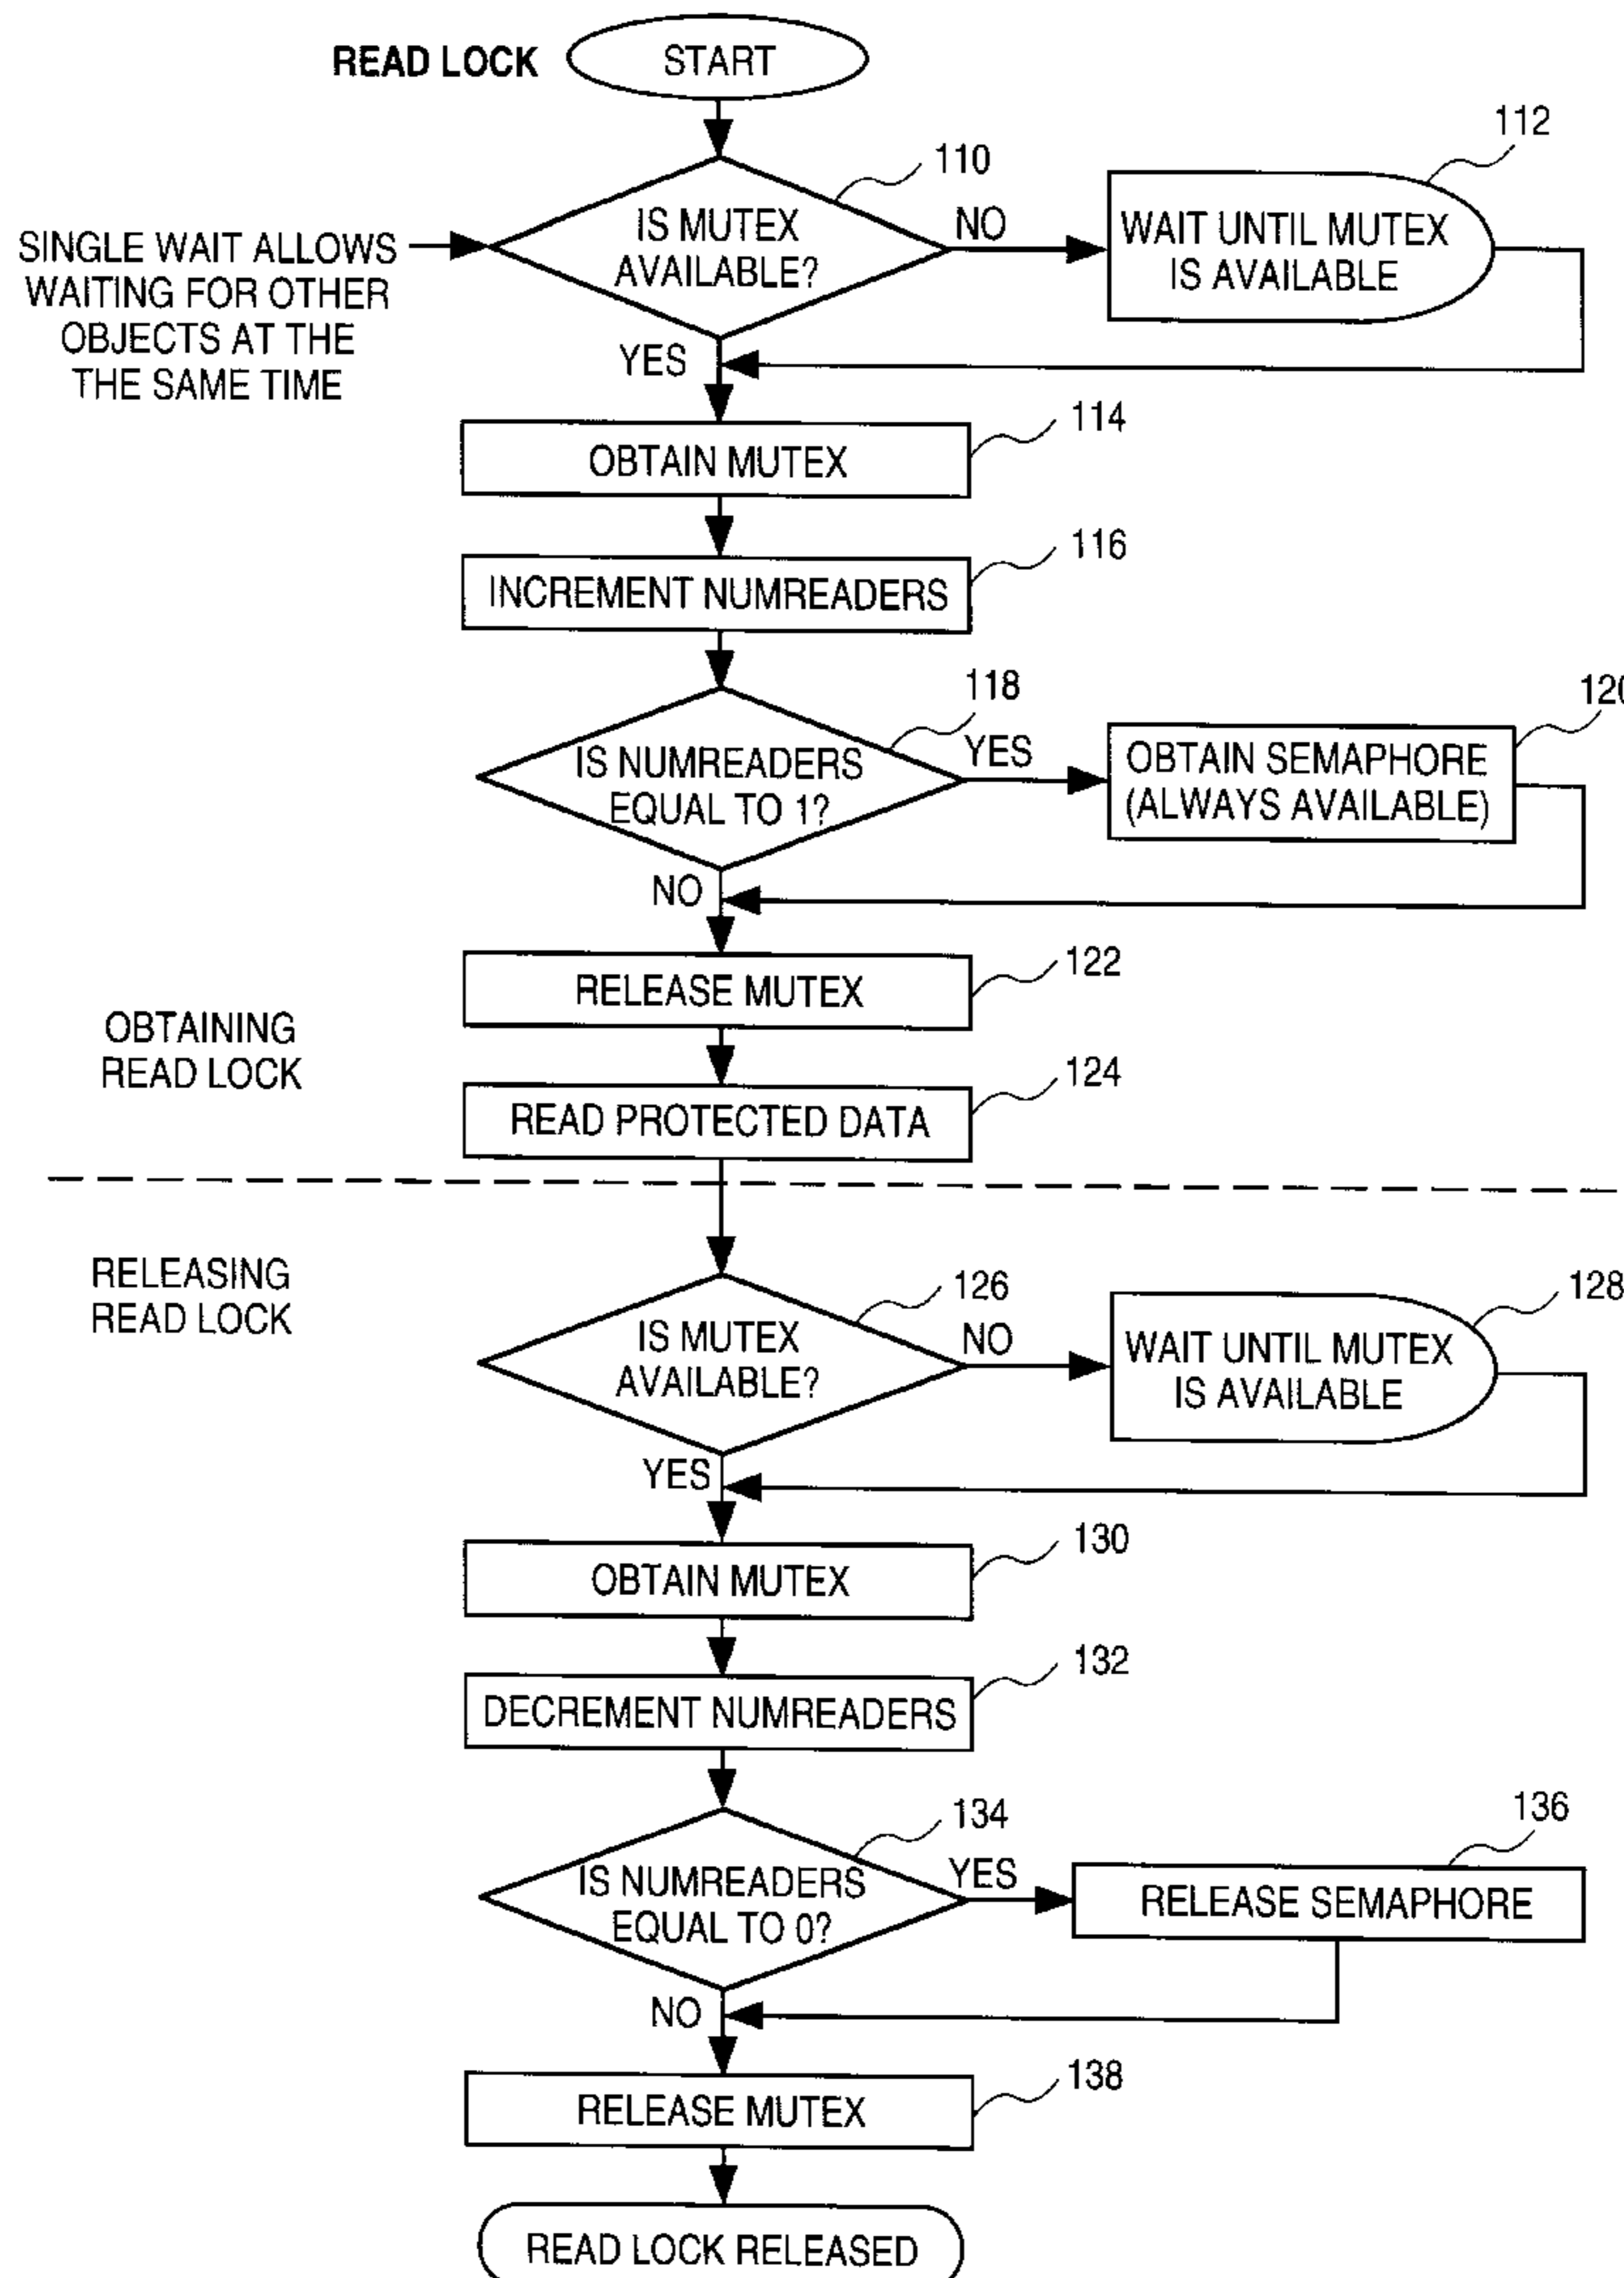 READ LOCK
START
110
112
IS MUTEX
AVAILABLE?
NO
WAIT UNTIL MUTEX
IS AVAILABLE
SINGLE WAIT ALLOWS
WAITING FOR OTHER
OBJECTS AT THE
THE SAME TIME
YES
114
OBTAIN MUTEX
116
INCREMENT NUMREADERS
118
120
IS NUMREADERS
EQUAL TO 1?
YES
OBTAIN SEMAPHORE
(ALWAYS AVAILABLE)
NO
122
RELEASE MUTEX
OBTAINING
READ LOCK
124
READ PROTECTED DATA
RELEASING
READ LOCK
126
128
IS MUTEX
AVAILABLE?
NO
WAIT UNTIL MUTEX
IS AVAILABLE
YES
130
OBTAIN MUTEX
132
DECREMENT NUMREADERS
134
136
IS NUMREADERS
EQUAL TO 0?
YES
RELEASE SEMAPHORE
NO
138
RELEASE MUTEX
READ LOCK RELEASED